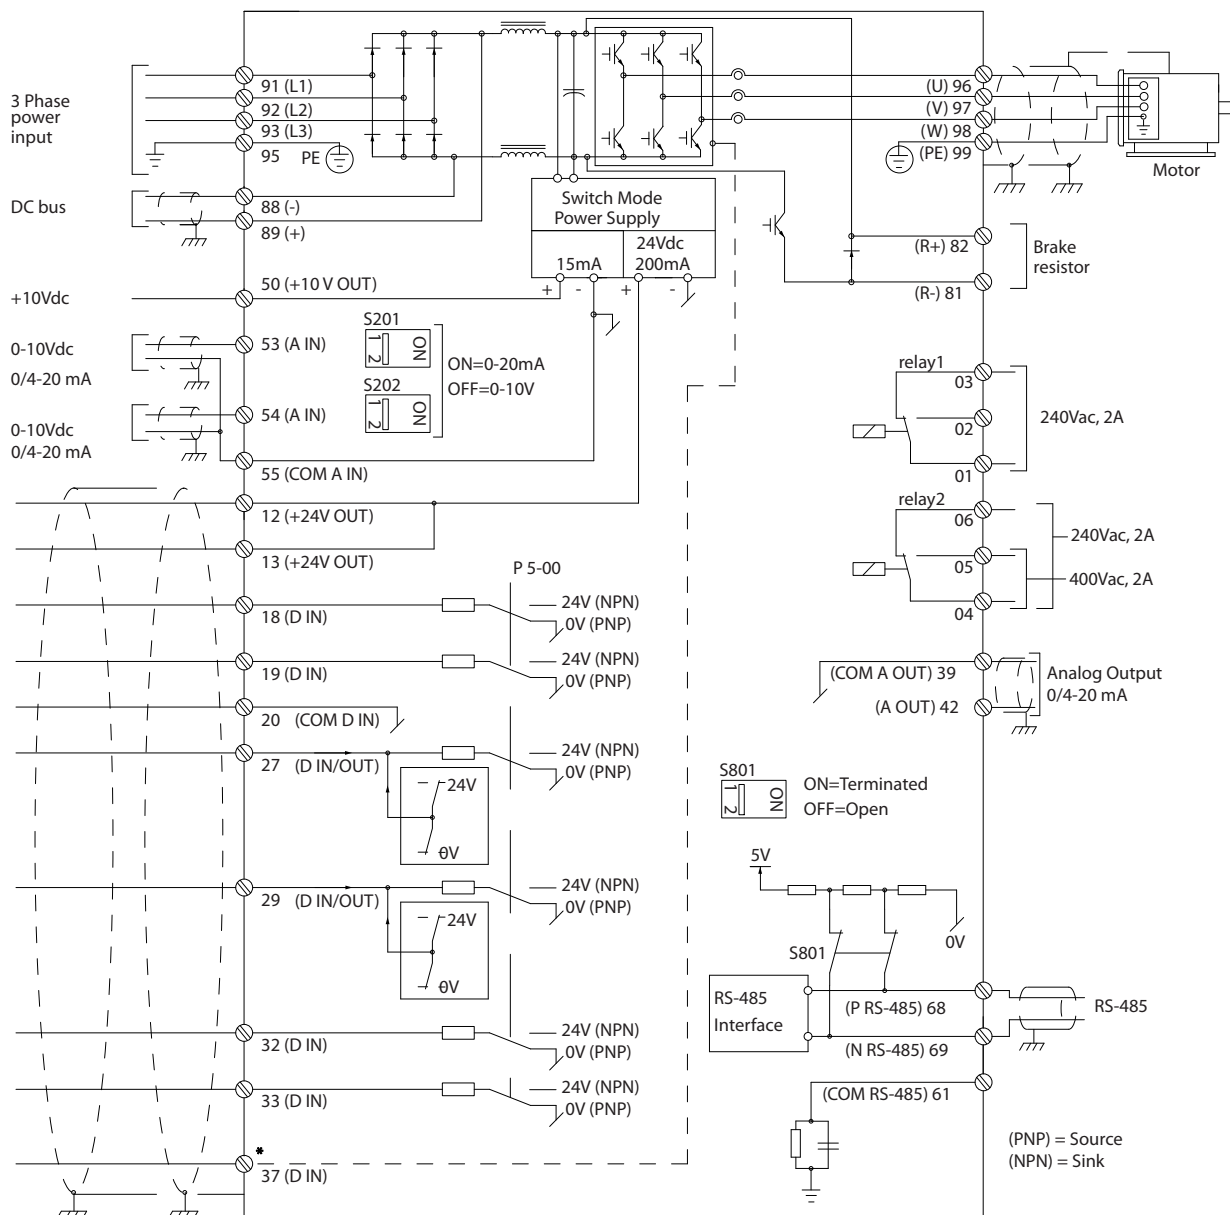 3 Phase
power
input
91 (L1)
92 (L2)
93 (L3)
95
PE
DC bus
88 (-)
89 (+)
+10Vdc
50 (+10 V OUT)
0-10Vdc
0/4-20 mA
53 (A IN)
0-10Vdc
0/4-20 mA
54 (A IN)
55 (COM A IN)
12 (+24V OUT)
13 (+24V OUT)
18 (D IN)
19 (D IN)
20 (COM D IN)
27 (D IN/OUT)
29 (D IN/OUT)
32 (D IN)
33 (D IN)
*
37 (D IN)
S201
1 2
ON
S202
1 2
ON
ON=0-20mA
OFF=0-10V
Switch Mode
Power Supply
15mA
24Vdc
200mA
+ - + -
P 5-00
24V (NPN)
0V (PNP)
24V (NPN)
0V (PNP)
24V (NPN)
0V (PNP)
24V
0V
24V (NPN)
0V (PNP)
24V
0V
24V (NPN)
0V (PNP)
24V (NPN)
0V (PNP)
(U) 96
(V) 97
(W) 98
(PE) 99
Motor
(R+) 82
(R-) 81
Brake
resistor
relay1
03
02
01
240Vac, 2A
relay2
06
05
04
240Vac, 2A
400Vac, 2A
(COM A OUT) 39
(A OUT) 42
Analog Output
0/4-20 mA
S801
1 2
ON
ON=Terminated
OFF=Open
5V
0V
S801
RS-485
Interface
(P RS-485) 68
(N RS-485) 69
RS-485
(COM RS-485) 61
(PNP) = Source
(NPN) = Sink